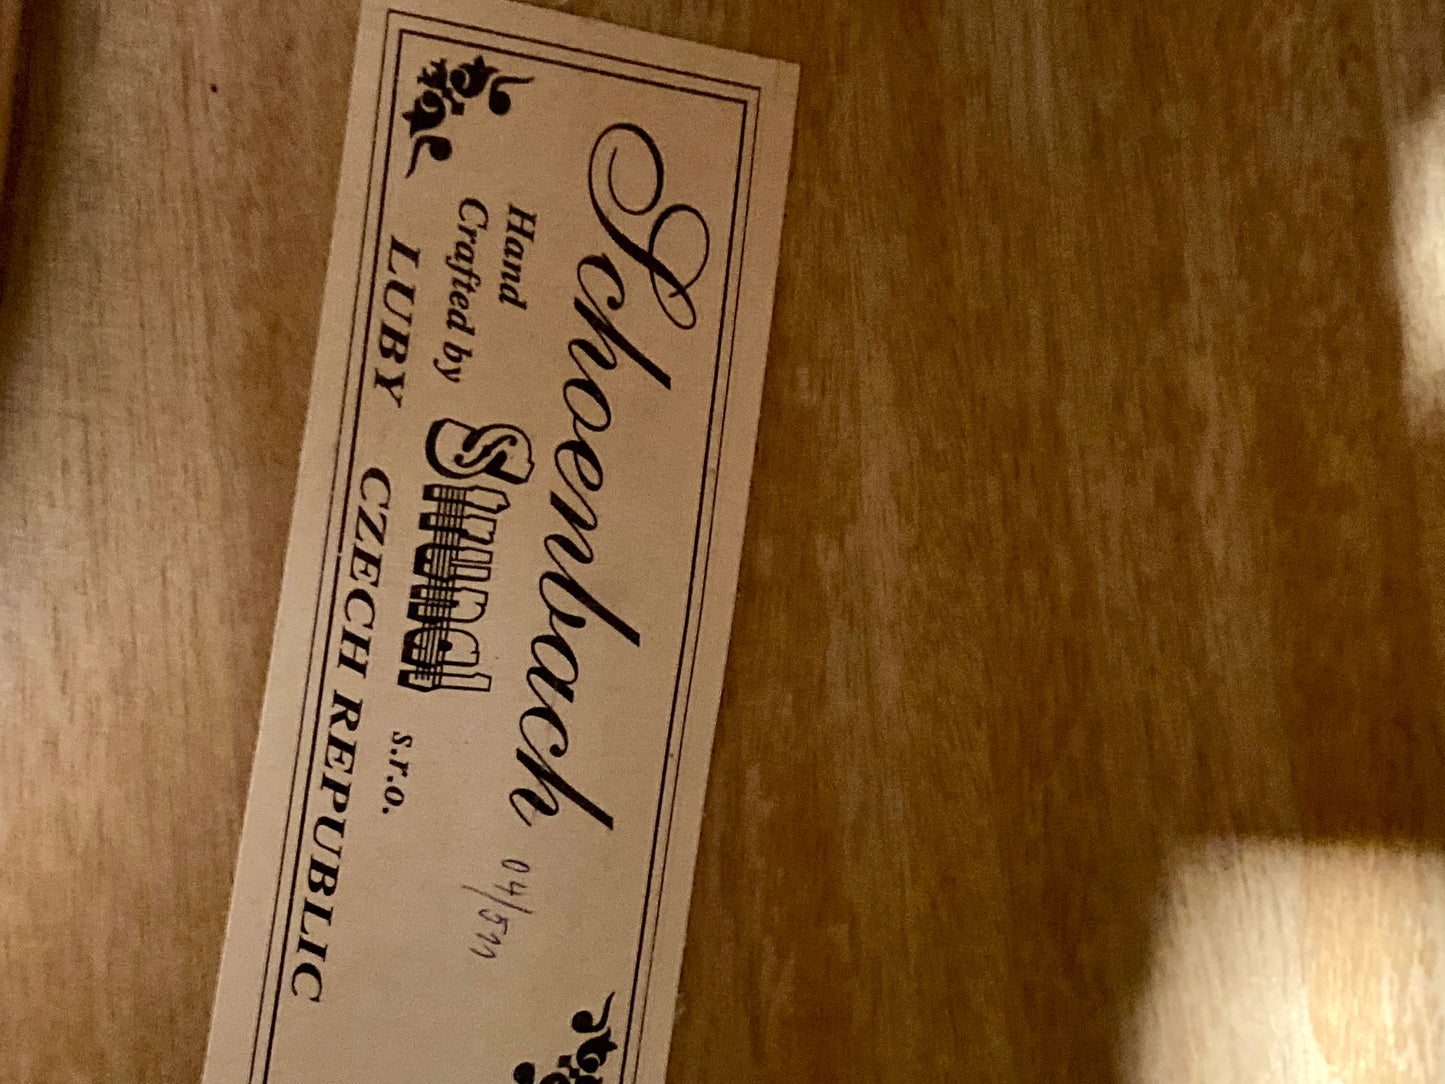 Schoenbach
04/511
Hand
Crafted by Strunal s.r.o.
LUBY CZECH REPUBLIC